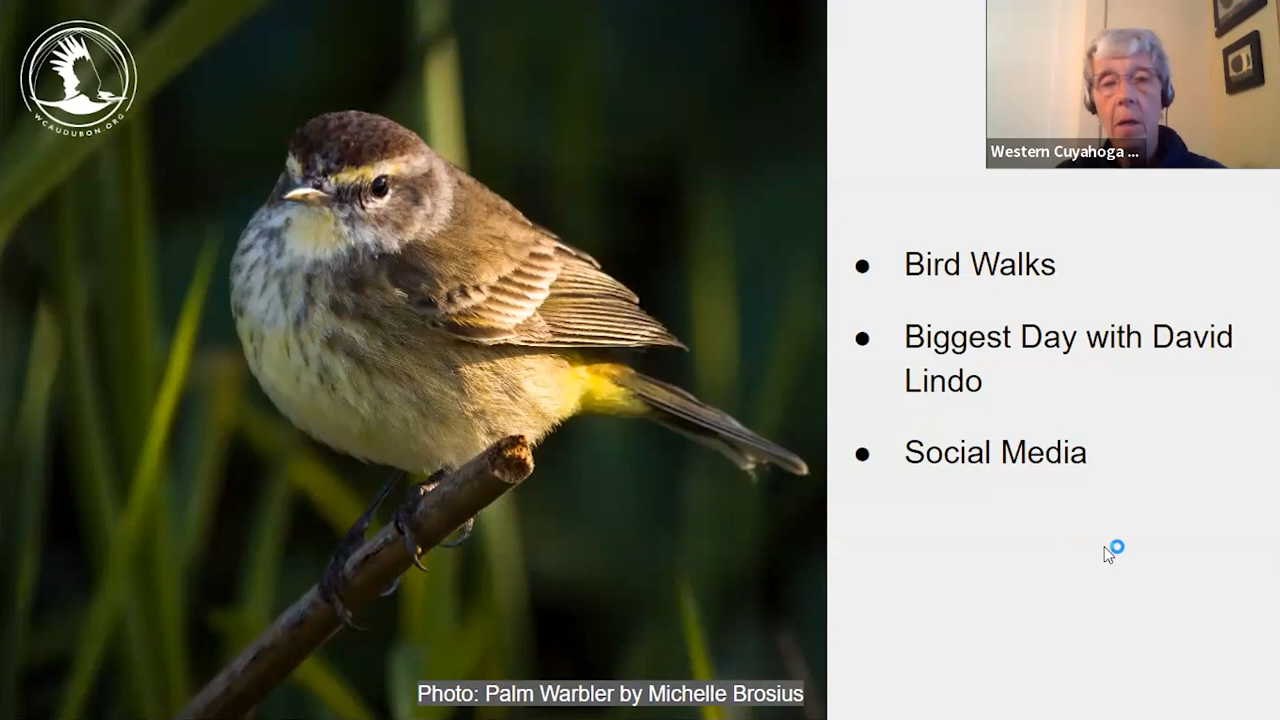 WCAUDUBON.ORG
Western Cuyahoga ...
● Bird Walks
● Biggest Day with David
Lindo
● Social Media
Photo: Palm Warbler by Michelle Brosius